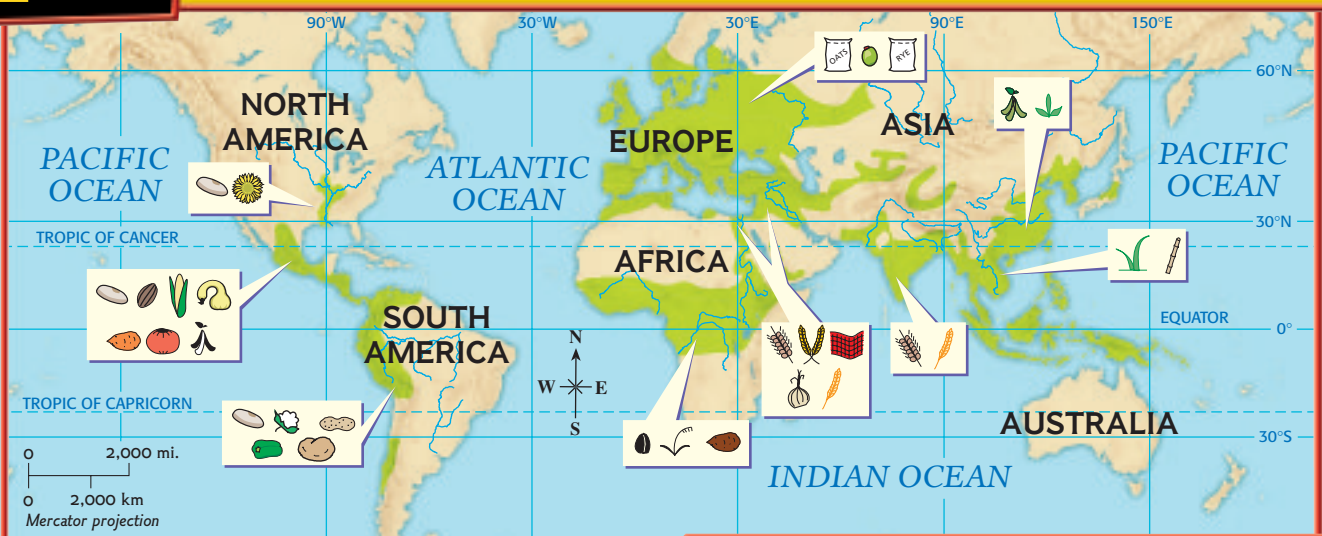 90°W
30°W
30°E
90°E
150°E
OATS
RYE
60°N
NORTH
AMERICA
EUROPE
ASIA
PACIFIC
OCEAN
ATLANTIC
OCEAN
PACIFIC
OCEAN
30°N
TROPIC OF CANCER
AFRICA
SOUTH
AMERICA
EQUATOR
0°
N
W
E
S
TROPIC OF CAPRICORN
AUSTRALIA
30°S
0
2,000 mi.
0
2,000 km
Mercator projection
INDIAN OCEAN